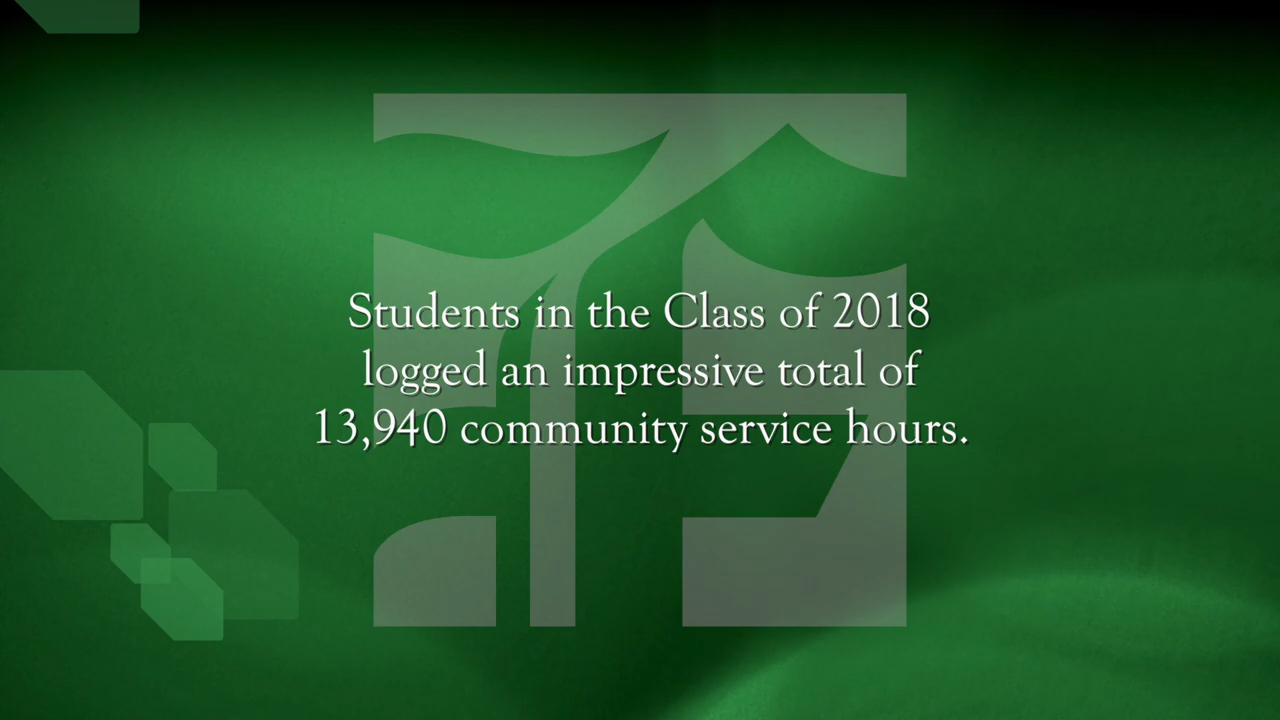 Students in the Class of 2018
logged an impressive total of
13,940 community service hours.